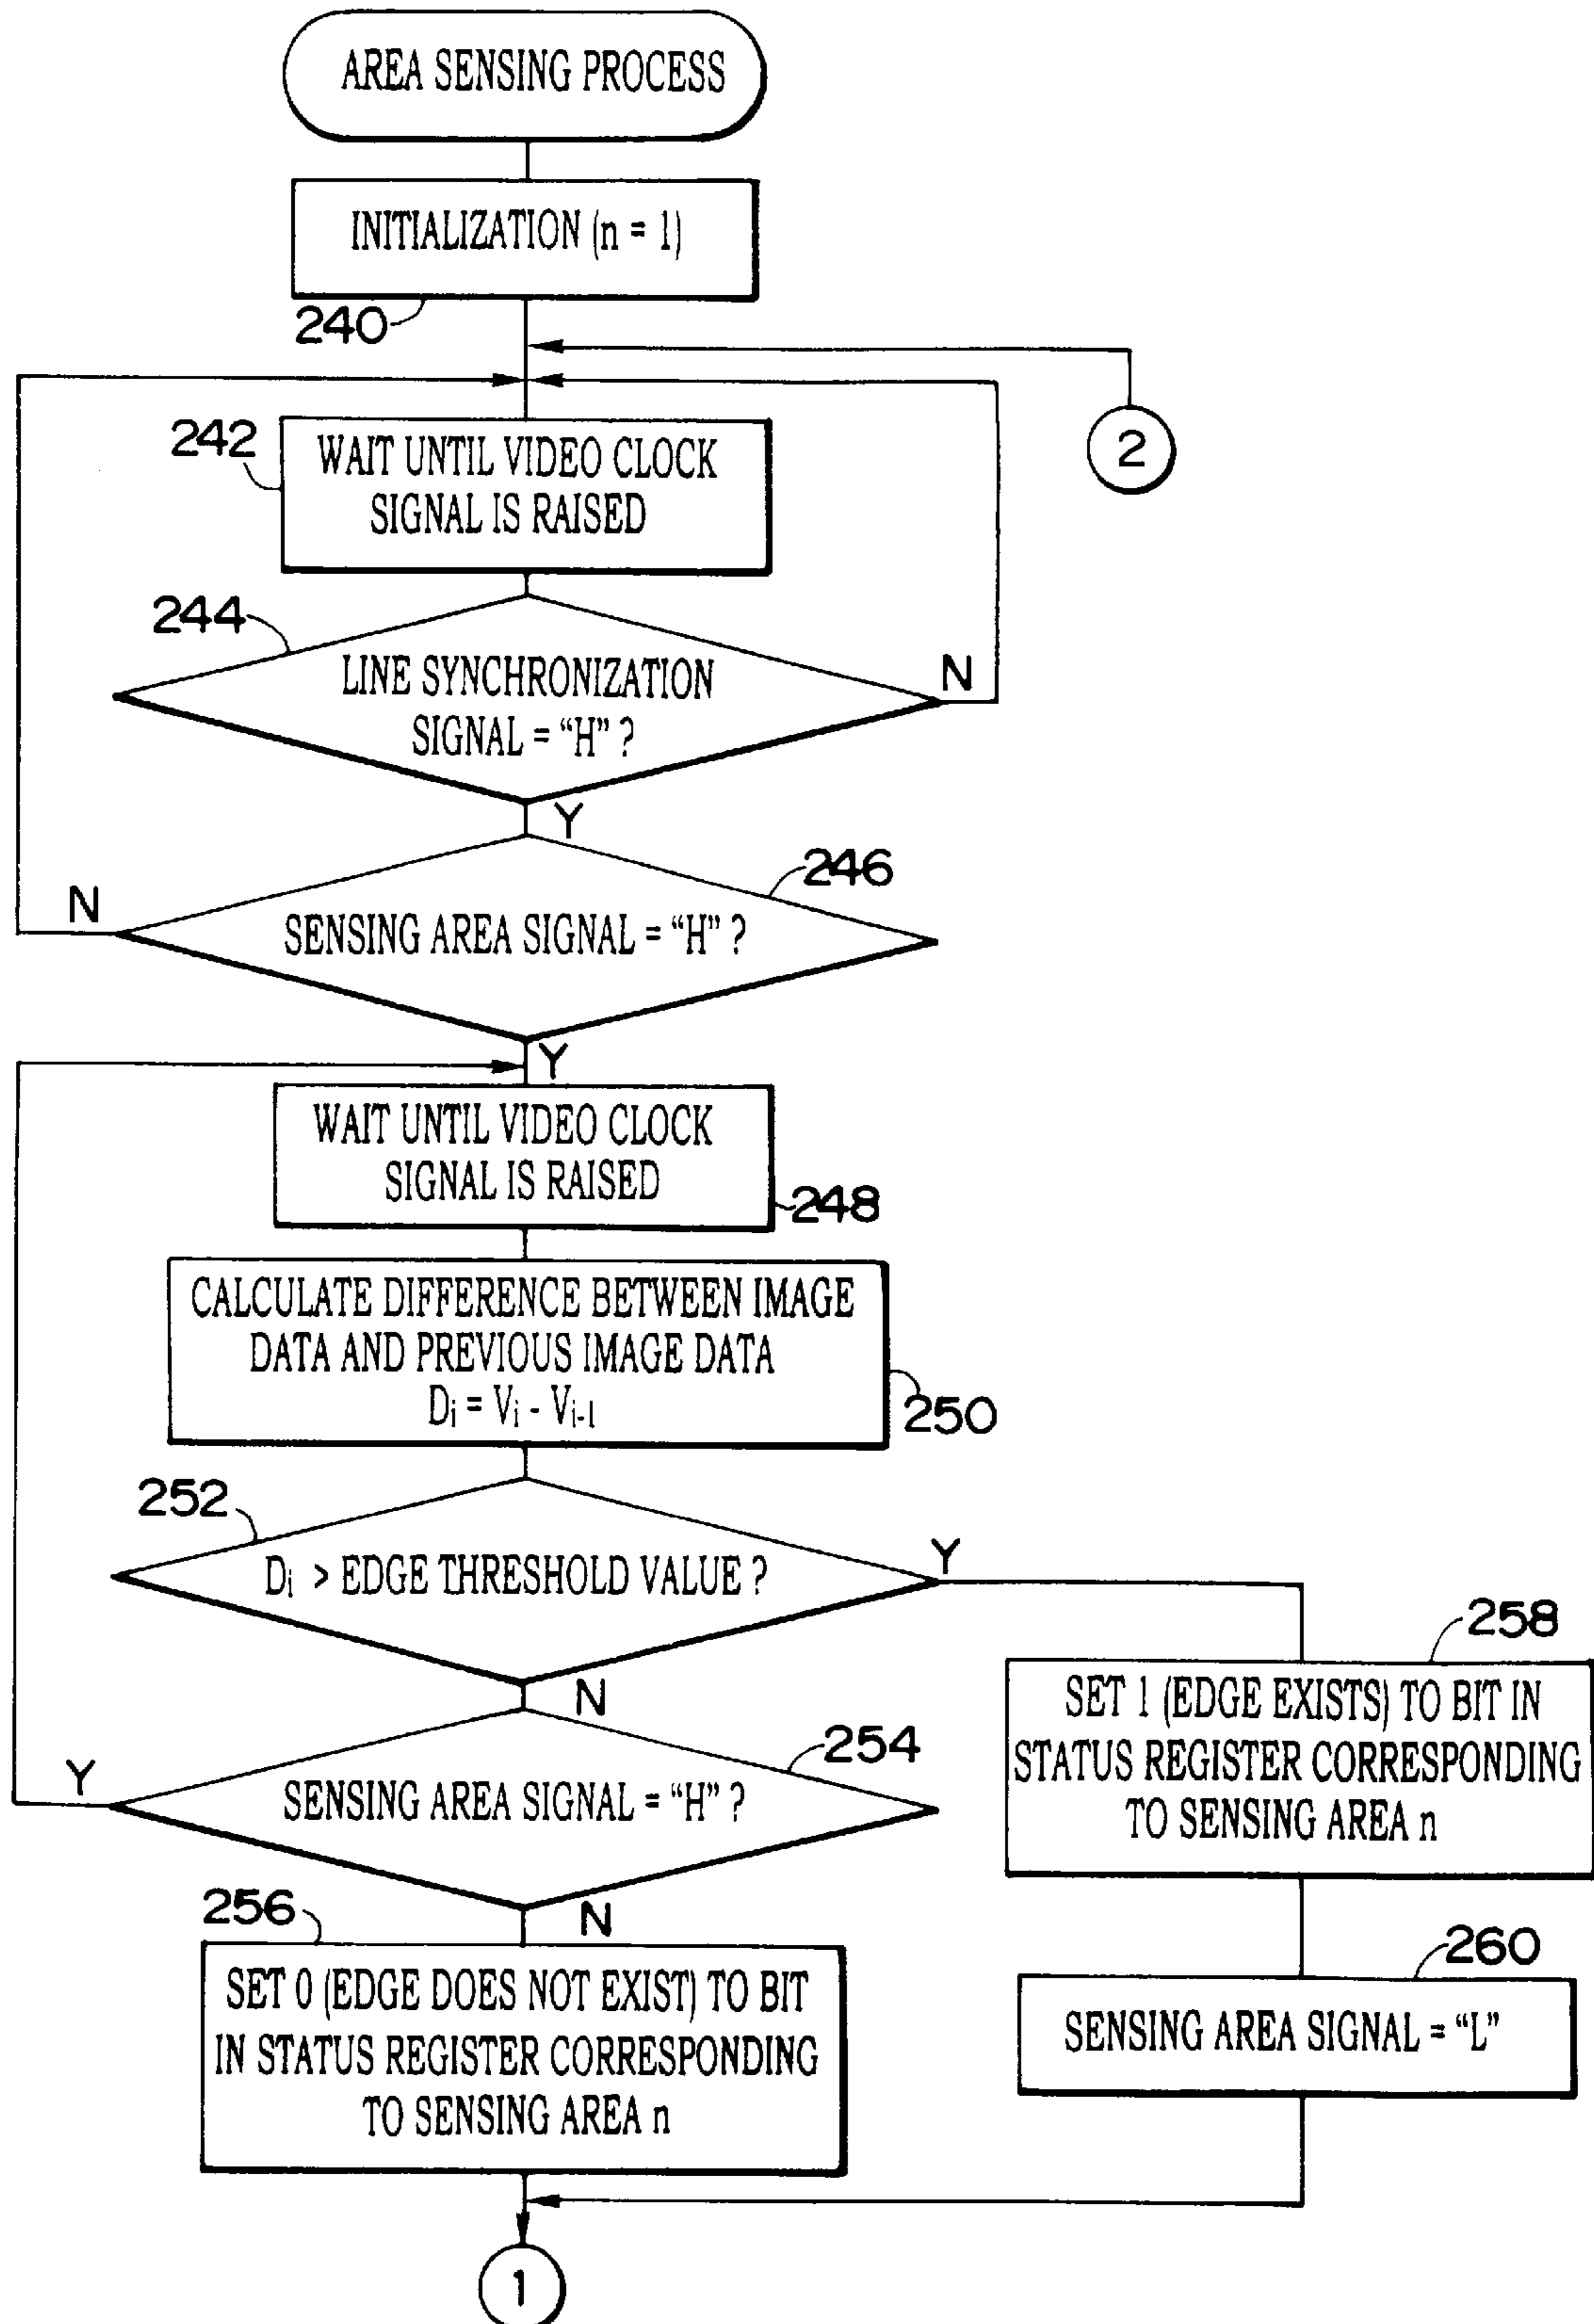 AREA SENSING PROCESS
INITIALIZATION (n = 1)
240
2
242
WAIT UNTIL VIDEO CLOCK
SIGNAL IS RAISED
244
LINE SYNCHRONIZATION
SIGNAL = “H” ?
N
Y
246
N
SENSING AREA SIGNAL = “H” ?
Y
WAIT UNTIL VIDEO CLOCK
SIGNAL IS RAISED
248
CALCULATE DIFFERENCE BETWEEN IMAGE
DATA AND PREVIOUS IMAGE DATA
Di = Vi - Vi-1
250
252
Di > EDGE THRESHOLD VALUE ?
Y
N
258
SET 1 (EDGE EXISTS) TO BIT IN
STATUS REGISTER CORRESPONDING
TO SENSING AREA n
254
Y
SENSING AREA SIGNAL = “H” ?
N
256
SET 0 (EDGE DOES NOT EXIST) TO BIT
IN STATUS REGISTER CORRESPONDING
TO SENSING AREA n
260
SENSING AREA SIGNAL = “L”
1